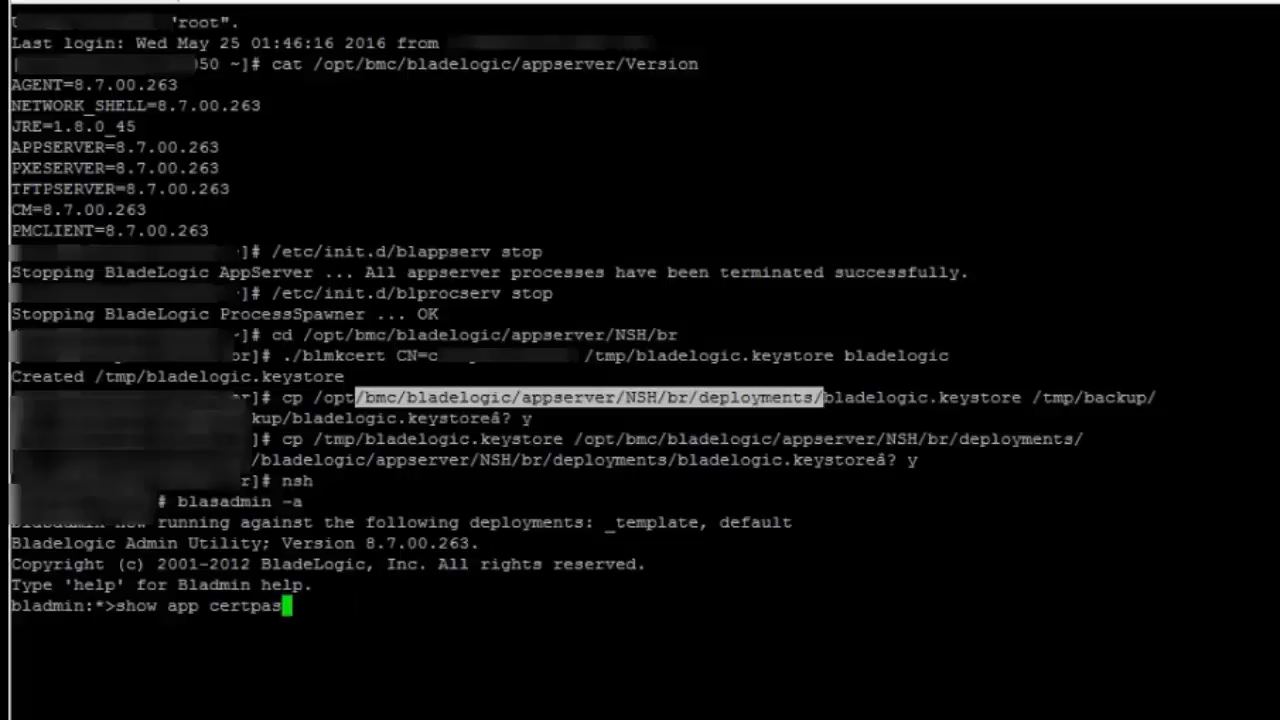 'root".
Last login: Wed May 25 01:46:16 2016 from
50 ~]# cat /opt/bmc/bladelogic/appserver/Version
AGENT=8.7.00.263
NETWORK_SHELL=8.7.00.263
JRE=1.8.0_45
APPSERVER=8.7.00.263
PXESERVER=8.7.00.263
TFTPSERVER=8.7.00.263
CM=8.7.00.263
PMCLIENT=8.7.00.263
~]# /etc/init.d/blappserv stop
Stopping BladeLogic AppServer ... All appserver processes have been terminated successfully.
~]# /etc/init.d/blprocserv stop
Stopping BladeLogic ProcessSpawner ... OK
~]# cd /opt/bmc/bladelogic/appserver/NSH/br
br]# ./blmkcert CN=c /tmp/bladelogic.keystore bladelogic
Created /tmp/bladelogic.keystore
]# cp /opt/bmc/bladelogic/appserver/NSH/br/deployments/bladelogic.keystore /tmp/backup/
kup/bladelogic.keystoreâ? y
]# cp /tmp/bladelogic.keystore /opt/bmc/bladelogic/appserver/NSH/br/deployments/
/bladelogic/appserver/NSH/br/deployments/bladelogic.keystoreâ? y
r]# nsh
# blasadmin -a
running against the following deployments: _template, default
Bladelogic Admin Utility; Version 8.7.00.263.
Copyright (c) 2001-2012 BladeLogic, Inc. All rights reserved.
Type 'help' for Bladmin help.
bladmin:*>show app certpas